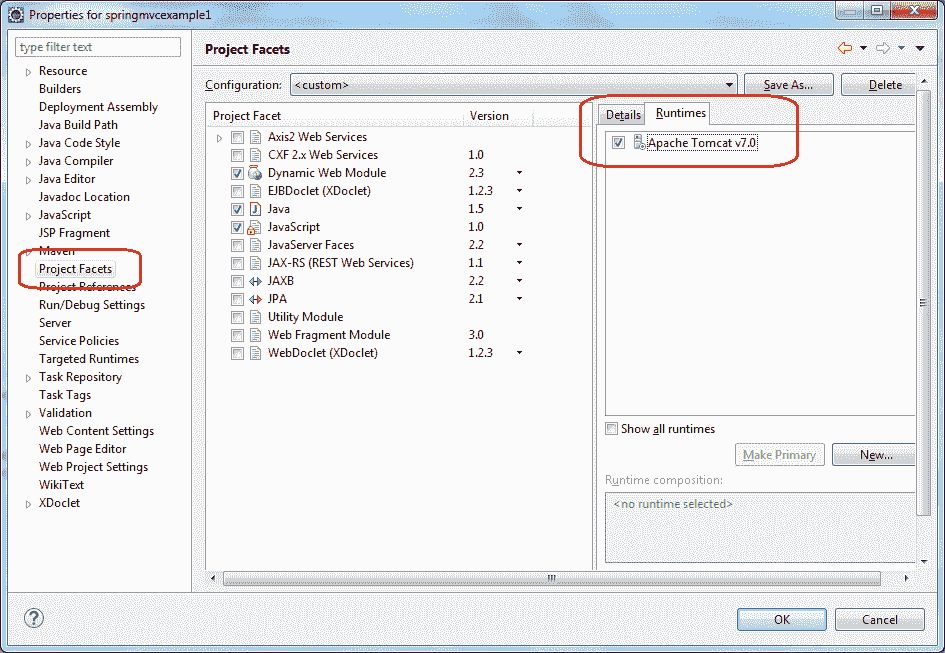 Properties for springmvcexample1
type filter text
Resource
Builders
Deployment Assembly
Java Build Path
Java Code Style
Java Compiler
Java Editor
Javadoc Location
JavaScript
JSP Fragment
Maven
Project Facets
Project References
Run/Debug Settings
Server
Service Policies
Targeted Runtimes
Task Repository
Task Tags
Validation
Web Content Settings
Web Page Editor
Web Project Settings
WikiText
XDoclet
Project Facets
Configuration: <custom> Save As... Delete
Project Facet Version
Axis2 Web Services
CXF 2.x Web Services 1.0
Dynamic Web Module 2.3
EJBDoclet (XDoclet) 1.2.3
Java 1.5
JavaScript 1.0
JavaServer Faces 2.2
JAX-RS (REST Web Services) 1.1
JAXB 2.2
JPA 2.1
Utility Module
Web Fragment Module 3.0
WebDoclet (XDoclet) 1.2.3
Details Runtimes
Apache Tomcat v7.0
Show all runtimes
Make Primary New...
Runtime composition:
<no runtime selected>
OK Cancel